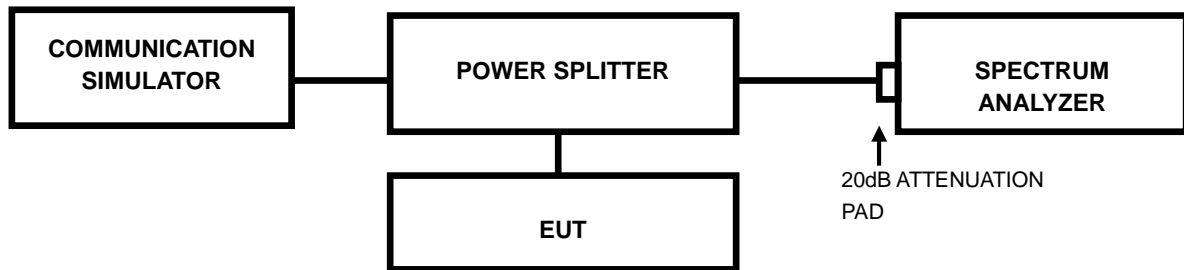 COMMUNICATION
SIMULATOR
POWER SPLITTER
SPECTRUM
ANALYZER
20dB ATTENUATION
PAD
EUT